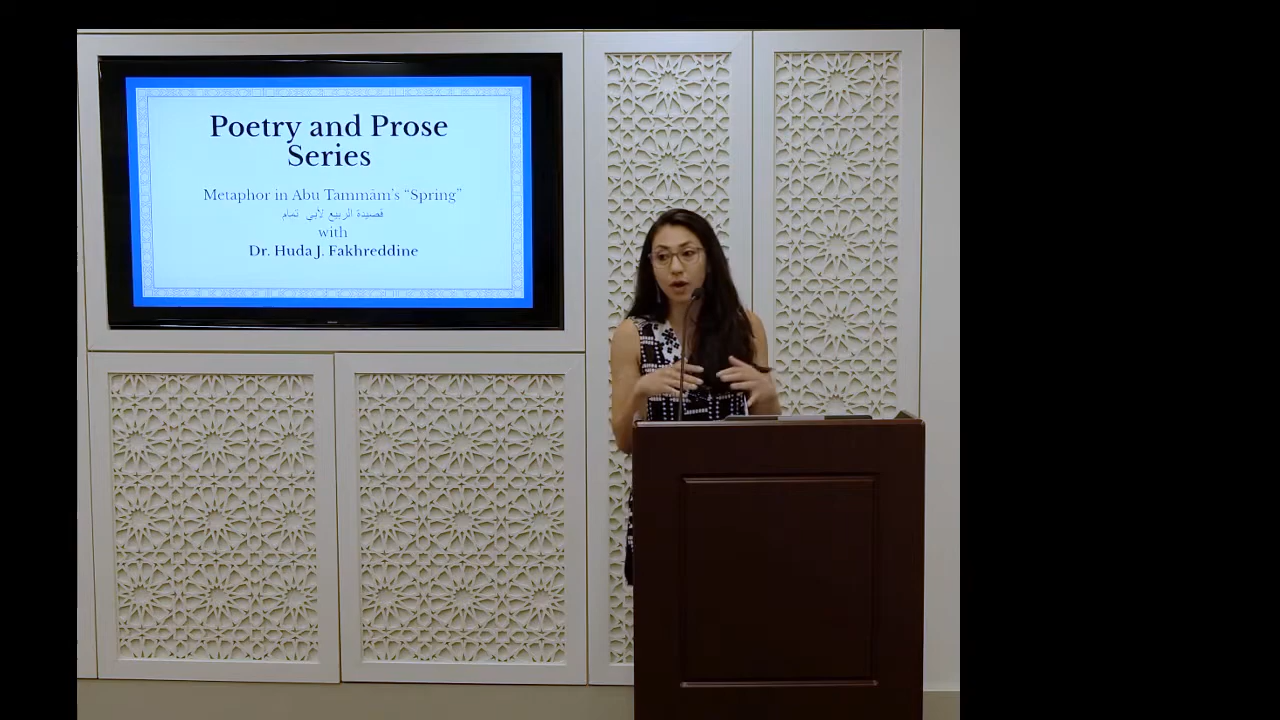 Poetry and Prose
Series
Metaphor in Abu Tammām's “Spring”
قصيدة الربيع لأبي تمام
with
Dr. Huda J. Fakhreddine